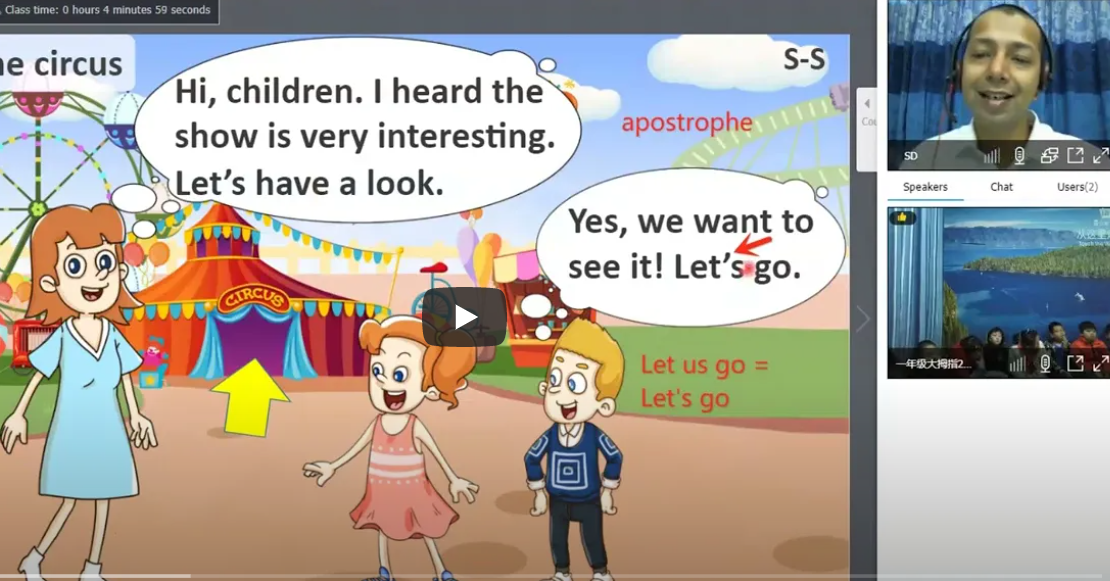 Class time: 0 hours 4 minutes 59 seconds
he circus
Hi, children. I heard the
show is very interesting.
Let's have a look.
S-S
apostrophe
Yes, we want to
see it! Let's go.
CIRCUS
Let us go =
Let's go
SD
Speakers Chat Users(2)
一年级大拇指2...